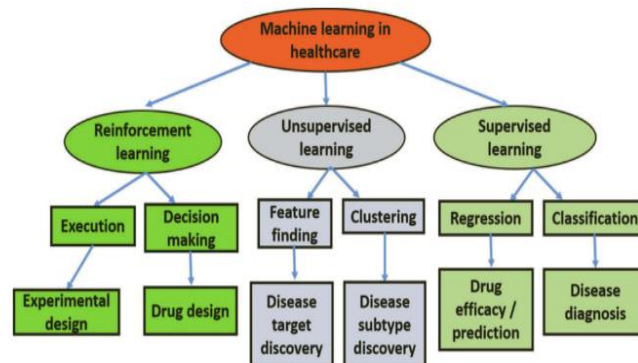 Machine learning in
healthcare
Reinforcement
learning
Unsupervised
learning
Supervised
learning
Execution
Decision
making
Feature
finding
Clustering
Regression
Classification
Experimental
design
Drug design
Disease
target
discovery
Disease
subtype
discovery
Drug
efficacy /
prediction
Disease
diagnosis